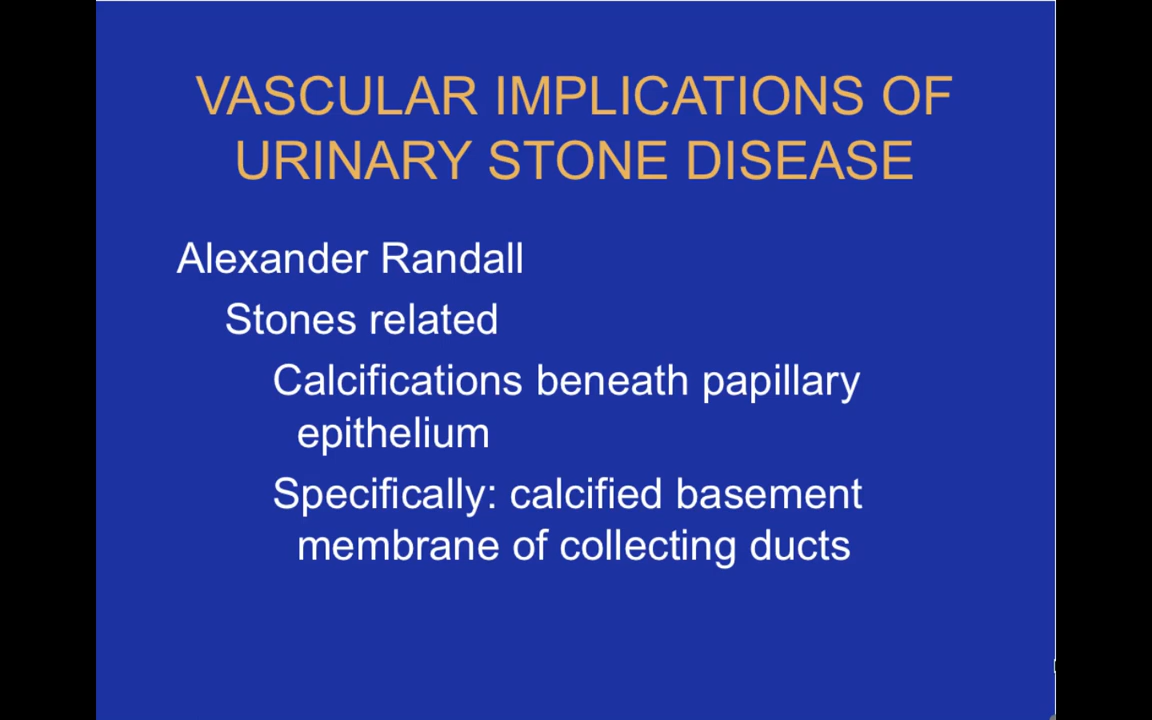 VASCULAR IMPLICATIONS OF
URINARY STONE DISEASE
Alexander Randall
Stones related
Calcifications beneath papillary
epithelium
Specifically: calcified basement
membrane of collecting ducts